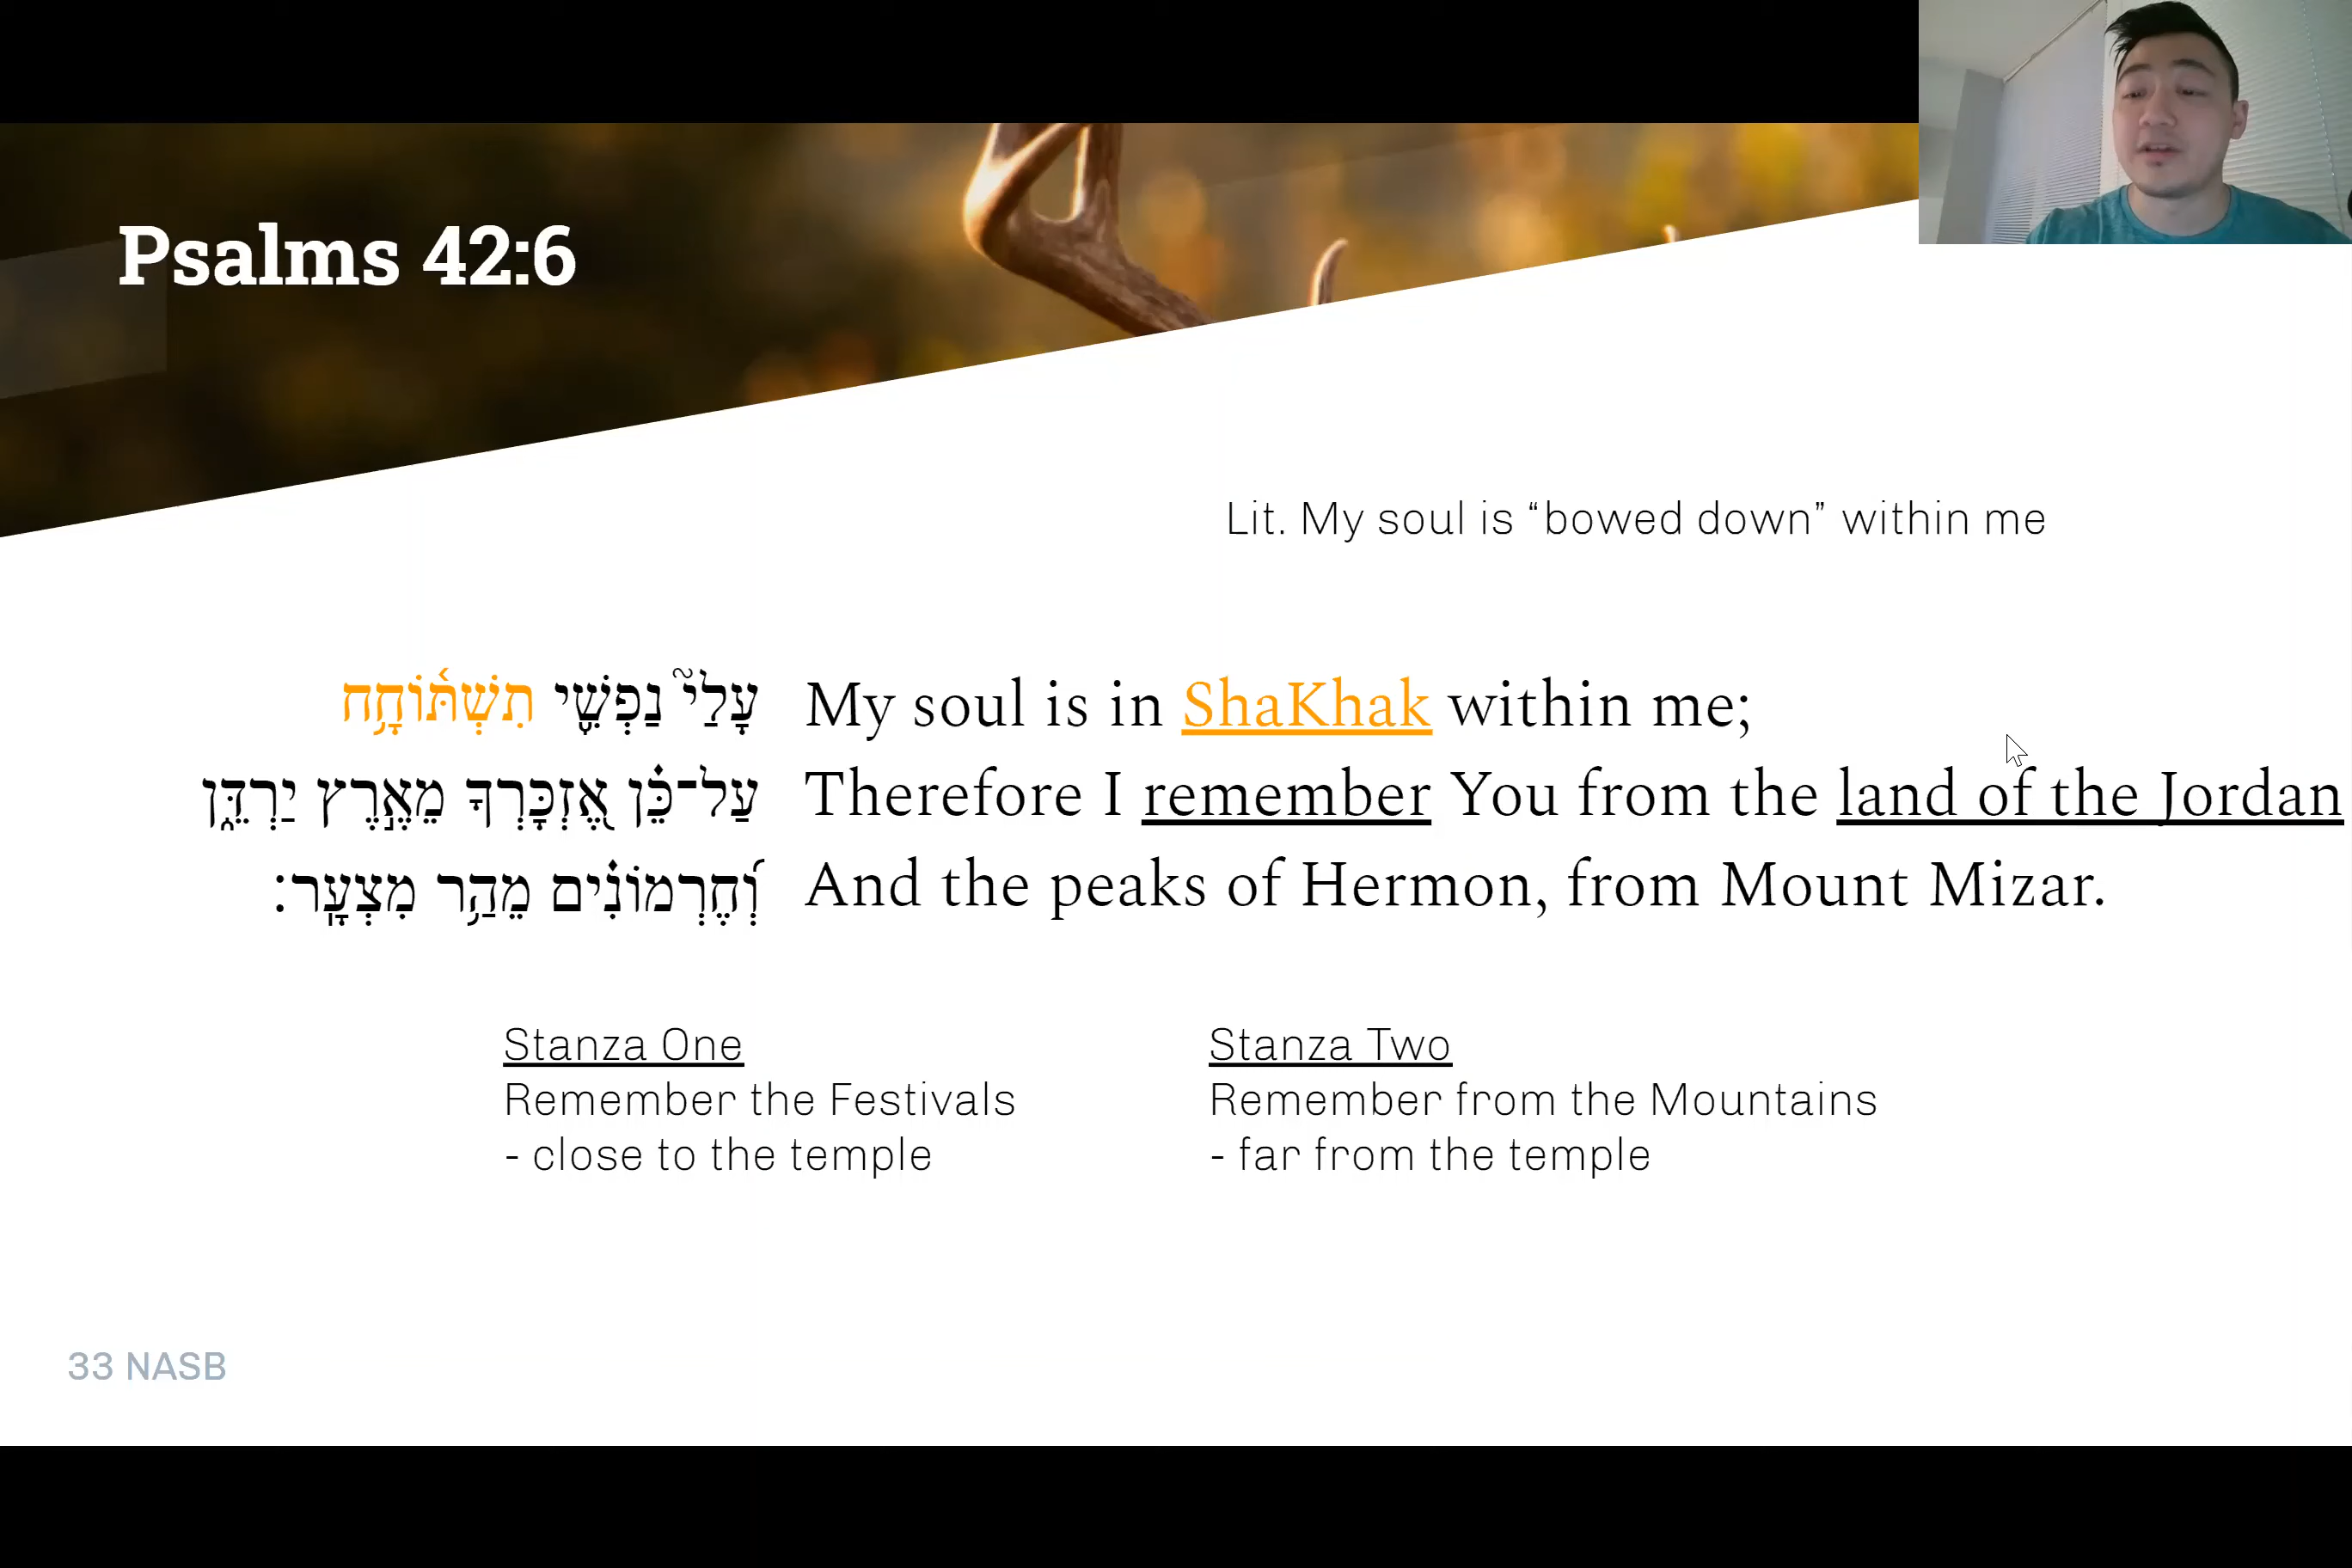 Psalms 42:6
Lit. My soul is “bowed down” within me
עָלַי֮ נַפְשִׁ֪י תִשְׁתּ֫וֹחָ֥ח My soul is in ShaKhak within me;
עַל־כֵּ֗ן אֶ֭זְכָּרְךָ מֵאֶ֣רֶץ יַרְדֵּ֑ן Therefore I remember You from the land of the Jordan
וְ֝חֶרְמוֹנִ֗ים מֵהַ֥ר מִצְעָֽר׃ And the peaks of Hermon, from Mount Mizar.
Stanza One
Remember the Festivals
- close to the temple
Stanza Two
Remember from the Mountains
- far from the temple
33 NASB